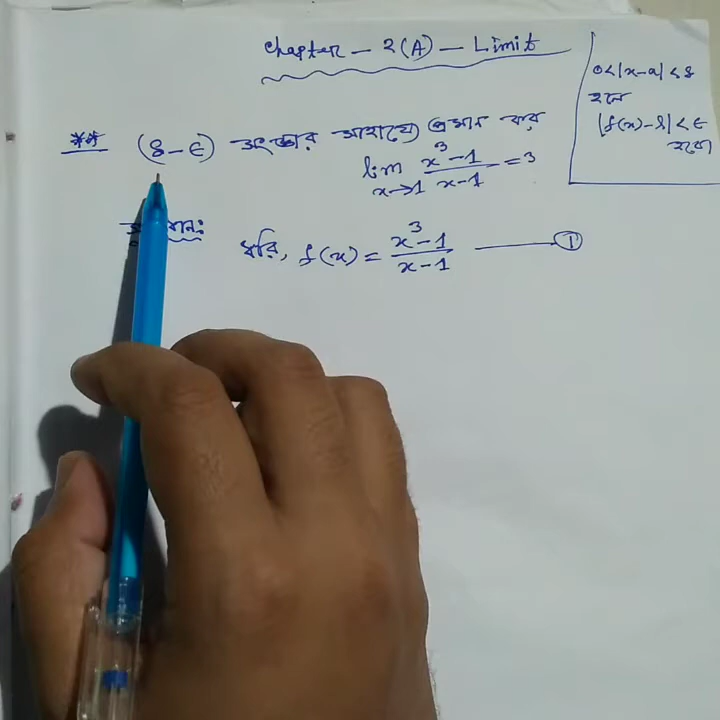 Chapter - 2(A) - Limit
0<|x-a|<δ
হলে
|f(x)-l|<ϵ
হবে
** (δ-ϵ) সংজ্ঞার সাহায্যে প্রমাণ কর
lim x→1 x³-1/x-1 = 3
ধরি, f(x) = x³-1/x-1 —— ①